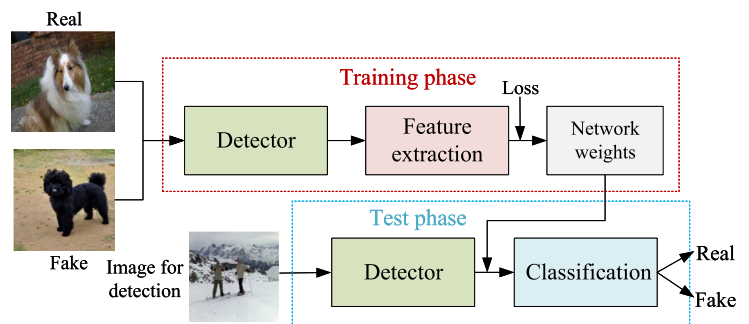 Real
Training phase
Loss
Detector
Feature
extraction
Network
weights
Fake
Test phase
Image for
detection
Detector
Classification
Real
Fake